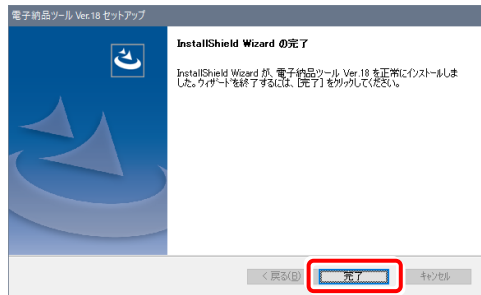 電子納品ツール Ver.18 セットアップ
InstallShield Wizard の完了
InstallShield Wizard が、電子納品ツール Ver.18 を正常にインストールしま
した。ウィザードを終了するには、[完了] をクリックしてください。
< 戻る(B)
完了
キャンセル